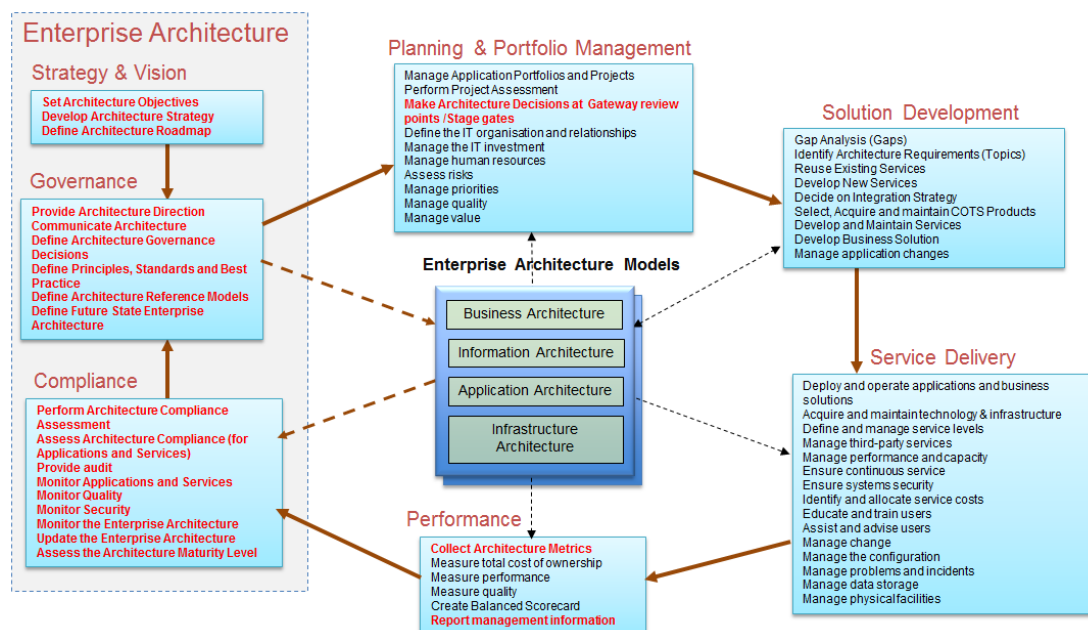 Enterprise Architecture
Strategy & Vision
Set Architecture Objectives
Develop Architecture Strategy
Define Architecture Roadmap
Governance
Provide Architecture Direction
Communicate Architecture
Define Architecture Governance
Decisions
Define Principles, Standards and Best
Practice
Define Architecture Reference Models
Define Future State Enterprise
Architecture
Compliance
Perform Architecture Compliance
Assessment
Assess Architecture Compliance (for
Applications and Services)
Provide audit
Monitor Applications and Services
Monitor Quality
Monitor Security
Monitor the Enterprise Architecture
Update the Enterprise Architecture
Assess the Architecture Maturity Level
Planning & Portfolio Management
Manage Application Portfolios and Projects
Perform Project Assessment
Make Architecture Decisions at Gateway review
points /Stage gates
Define the IT organisation and relationships
Manage the IT investment
Manage human resources
Assess risks
Manage priorities
Manage quality
Manage value
Enterprise Architecture Models
Business Architecture
Information Architecture
Application Architecture
Infrastructure
Architecture
Performance
Collect Architecture Metrics
Measure total cost of ownership
Measure performance
Measure quality
Create Balanced Scorecard
Report management information
Solution Development
Gap Analysis (Gaps)
Identify Architecture Requirements (Topics)
Reuse Existing Services
Develop New Services
Decide on Integration Strategy
Select, Acquire and maintain COTS Products
Develop and Maintain Services
Develop Business Solution
Manage application changes
Service Delivery
Deploy and operate applications and business
solutions
Acquire and maintain technology & infrastructure
Define and manage service levels
Manage third-party services
Manage performance and capacity
Ensure continuous service
Ensure systems security
Identify and allocate service costs
Educate and train users
Assist and advise users
Manage change
Manage the configuration
Manage problems and incidents
Manage data storage
Manage physical facilities